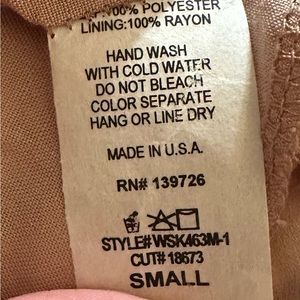 100% POLYESTER
LINING:100% RAYON
HAND WASH
WITH COLD WATER
DO NOT BLEACH
COLOR SEPARATE
HANG OR LINE DRY
MADE IN U.S.A.
RN# 139726
STYLE#WSK463M-1
CUT# 18673
SMALL